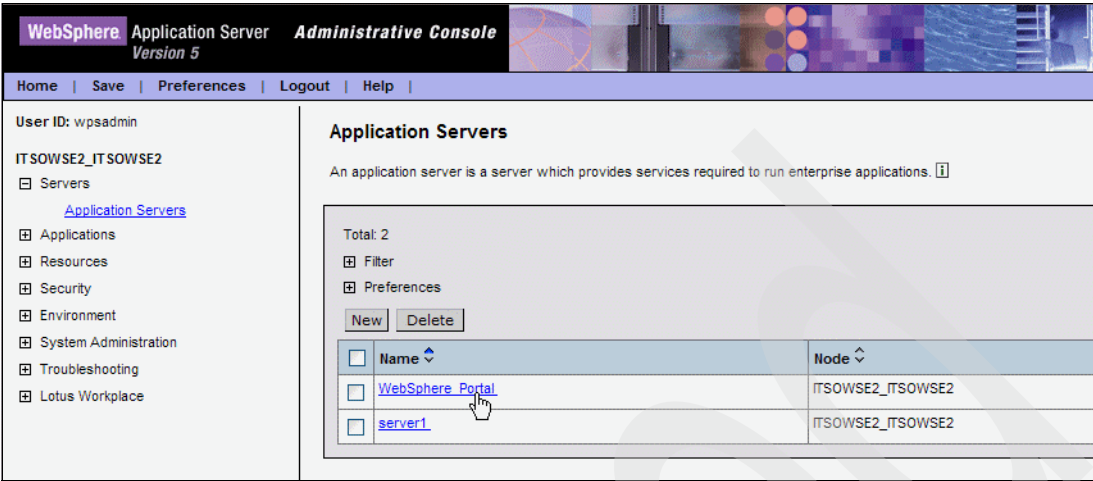 WebSphere Application Server Administrative Console
Version 5
Home | Save | Preferences | Logout | Help |
User ID: wpsadmin
ITSOWSE2_ITSOWSE2
Servers
Application Servers
Applications
Resources
Security
Environment
System Administration
Troubleshooting
Lotus Workplace
Application Servers
An application server is a server which provides services required to run enterprise applications. i
Total: 2
Filter
Preferences
New Delete
Name Node
WebSphere_Portal ITSOWSE2_ITSOWSE2
server1 ITSOWSE2_ITSOWSE2